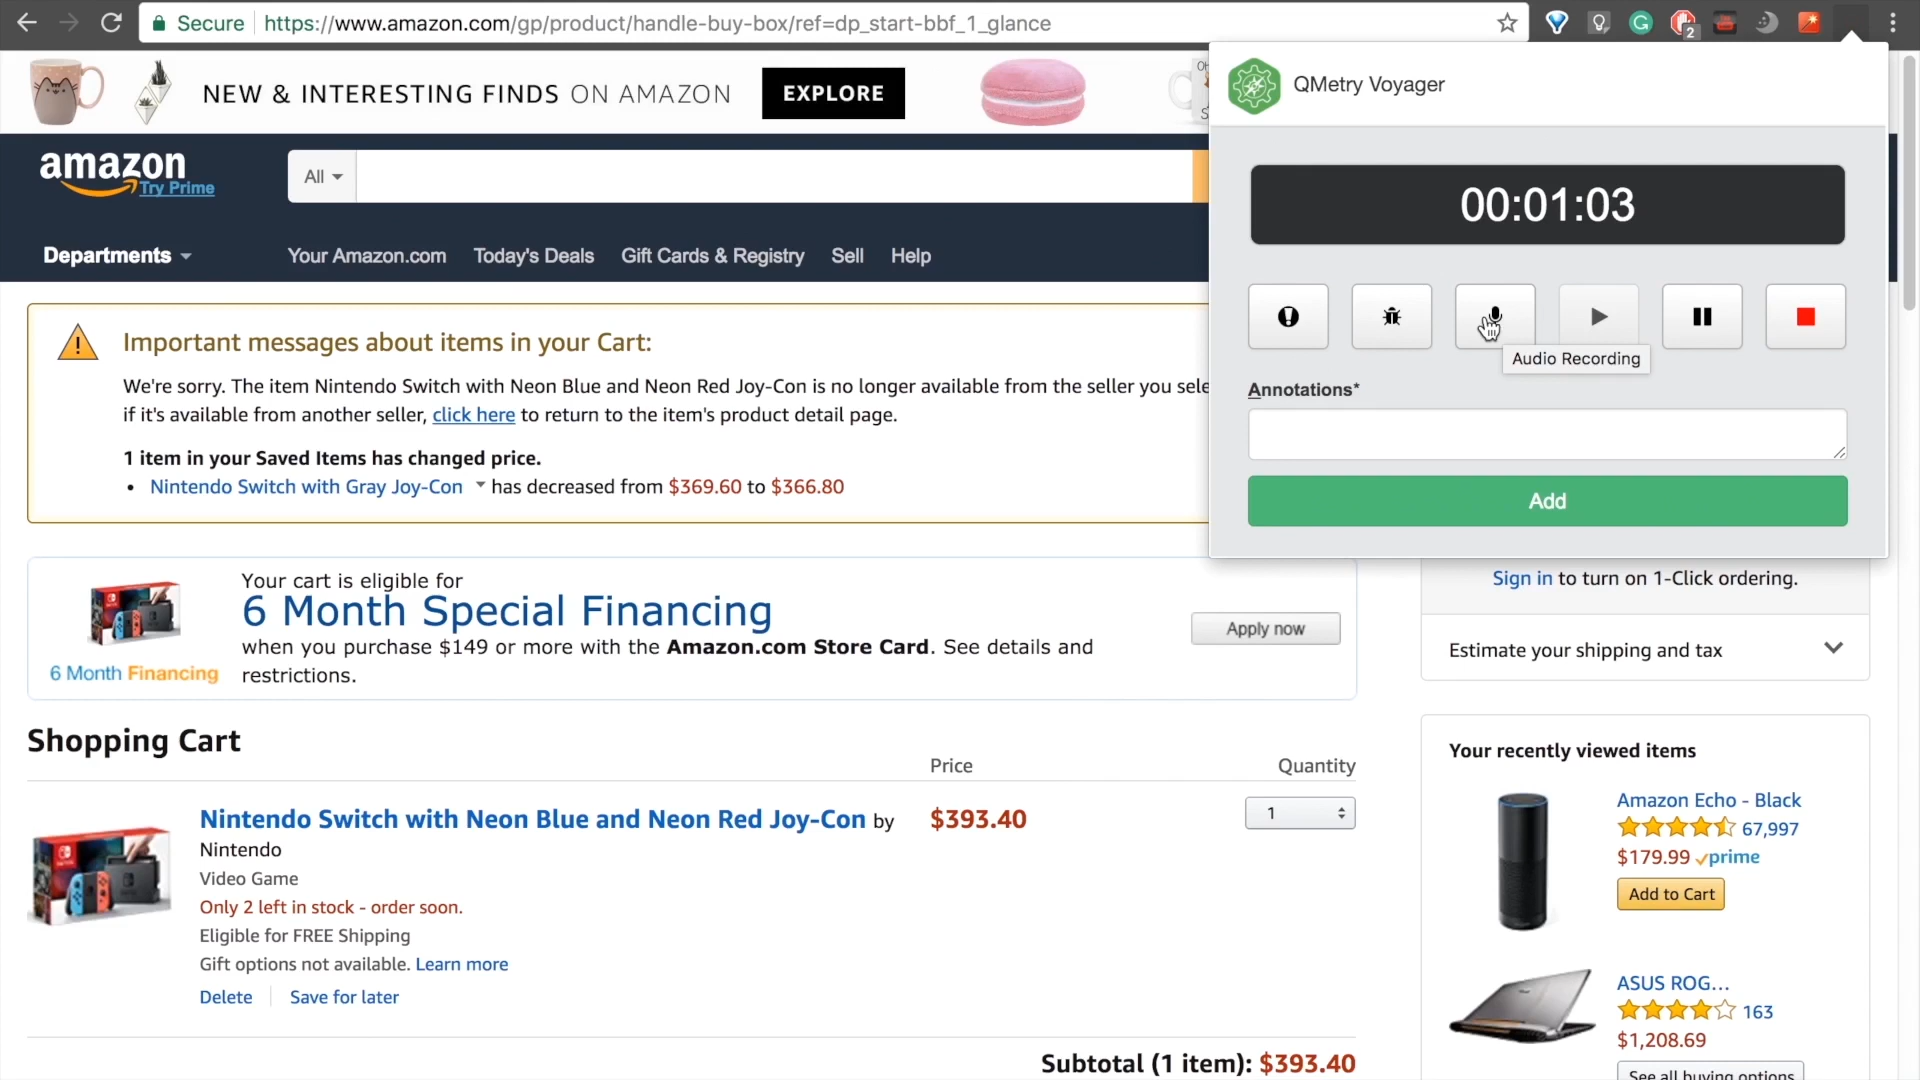 Secure https://www.amazon.com/gp/product/handle-buy-box/ref=dp_start-bbf_1_glance
2
NEW & INTERESTING FINDS ON AMAZON EXPLORE
QMetry Voyager
amazon
Try Prime
All
00:01:03
Departments
Your Amazon.com Today's Deals Gift Cards & Registry Sell Help
Audio Recording
Annotations*
Add
Important messages about items in your Cart:
We're sorry. The item Nintendo Switch with Neon Blue and Neon Red Joy-Con is no longer available from the seller you sele
if it's available from another seller, click here to return to the item's product detail page.
1 item in your Saved Items has changed price.
• Nintendo Switch with Gray Joy-Con has decreased from $369.60 to $366.80
Your cart is eligible for
6 Month Special Financing
when you purchase $149 or more with the Amazon.com Store Card. See details and
restrictions.
6 Month Financing
Apply now
Sign in to turn on 1-Click ordering.
Estimate your shipping and tax
Shopping Cart
Price Quantity
Nintendo Switch with Neon Blue and Neon Red Joy-Con by
Nintendo
$393.40
1
Video Game
Only 2 left in stock - order soon.
Eligible for FREE Shipping
Gift options not available. Learn more
Delete Save for later
Subtotal (1 item): $393.40
Your recently viewed items
Amazon Echo - Black
67,997
$179.99 prime
Add to Cart
ASUS ROG...
163
$1,208.69
See all buying options